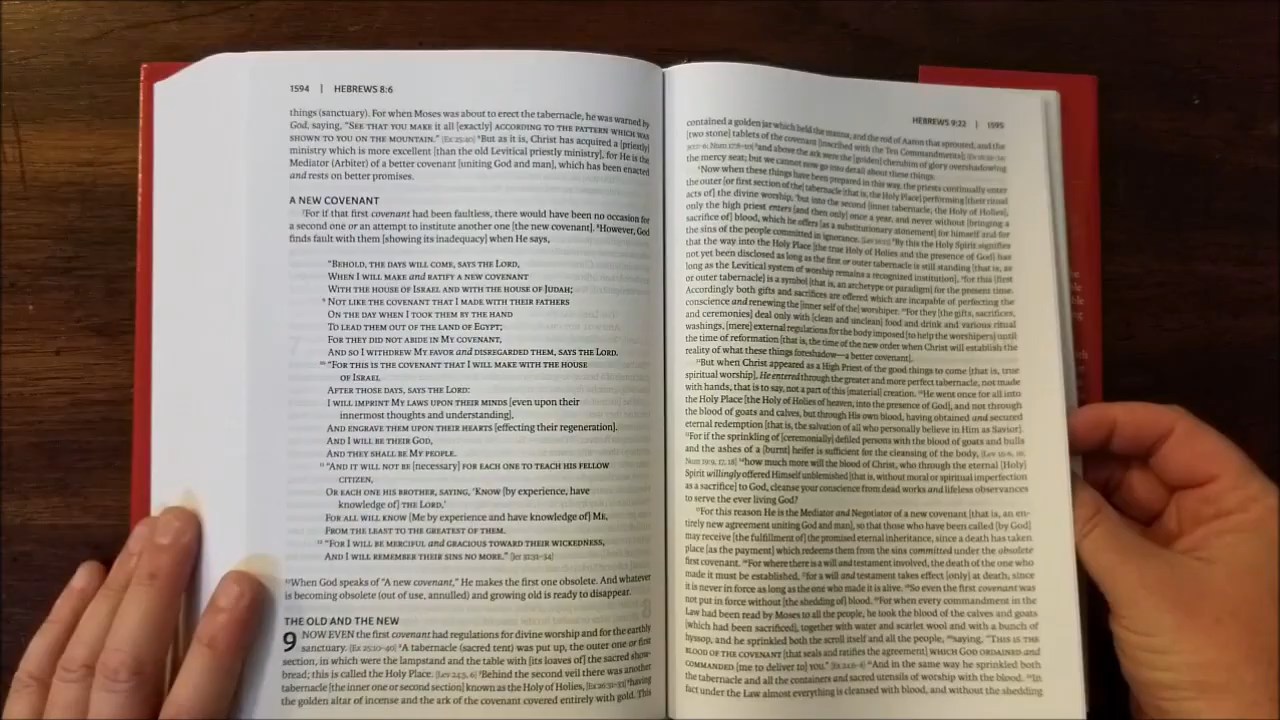 1594 | HEBREWS 8:6
things (sanctuary). For when Moses was about to erect the tabernacle, he was warned by
God, saying, “SEE THAT YOU MAKE it all [exactly] ACCORDING TO THE PATTERN WHICH WAS
SHOWN TO YOU ON THE MOUNTAIN.” [Ex 25:40] ⁶But as it is, Christ has acquired a [priestly]
ministry which is more excellent [than the old Levitical priestly ministry], for He is the
Mediator (Arbiter) of a better covenant [uniting God and man], which has been enacted
and rests on better promises.
A NEW COVENANT
⁷For if that first covenant had been faultless, there would have been no occasion for
a second one or an attempt to institute another one [the new covenant]. ⁸However, God
finds fault with them [showing its inadequacy] when He says,
“BEHOLD, THE DAYS WILL COME, SAYS THE LORD,
WHEN I WILL MAKE and RATIFY A NEW COVENANT
WITH THE HOUSE OF ISRAEL AND WITH THE HOUSE OF JUDAH;
⁹ NOT LIKE THE COVENANT THAT I MADE WITH THEIR FATHERS
ON THE DAY WHEN I TOOK THEM BY THE HAND
TO LEAD THEM OUT OF THE LAND OF EGYPT;
FOR THEY DID NOT ABIDE IN MY COVENANT,
AND SO I WITHDREW MY FAVOR and DISREGARDED THEM, SAYS THE LORD.
¹⁰ “FOR THIS IS THE COVENANT THAT I WILL MAKE WITH THE HOUSE
OF ISRAEL
AFTER THOSE DAYS, SAYS THE LORD:
I WILL IMPRINT MY LAWS UPON THEIR MINDS [even upon their
innermost thoughts and understanding],
AND ENGRAVE THEM UPON THEIR HEARTS [effecting their regeneration].
AND I WILL BE THEIR GOD,
AND THEY SHALL BE MY PEOPLE.
¹¹ “AND IT WILL NOT BE [necessary] FOR EACH ONE TO TEACH HIS FELLOW
CITIZEN,
OR EACH ONE HIS BROTHER, SAYING, ‘KNOW [by experience, have
knowledge of] THE LORD,’
FOR ALL WILL KNOW [Me by experience and have knowledge of] ME,
FROM THE LEAST TO THE GREATEST OF THEM.
¹² “FOR I WILL BE MERCIFUL and GRACIOUS TOWARD THEIR WICKEDNESS,
AND I WILL REMEMBER THEIR SINS NO MORE.” [Jer 31:31–34]
¹³When God speaks of “A new covenant,” He makes the first one obsolete. And whatever
is becoming obsolete (out of use, annulled) and growing old is ready to disappear.
THE OLD AND THE NEW
9 NOW EVEN the first covenant had regulations for divine worship and for the earthly
sanctuary. [Ex 25:10–40] ²A tabernacle (sacred tent) was put up, the outer one or first
section, in which were the lampstand and the table with [its loaves of] the sacred show-
bread; this is called the Holy Place. [Lev 24:5, 6] ³Behind the second veil there was another
tabernacle [the inner one or second section] known as the Holy of Holies, [Ex 26:31–33] ⁴having
the golden altar of incense and the ark of the covenant covered entirely with gold. This
HEBREWS 9:22 | 1595
contained a golden jar which held the manna, and the rod of Aaron that sprouted, and the
[two stone] tablets of the covenant [inscribed with the Ten Commandments];
⁵and above the ark were the [golden] cherubim of glory overshadowing
the mercy seat; but we cannot now go into detail about these things.
⁶Now when these things have been prepared in this way, the priests continually enter
the outer [or first section of the] tabernacle [that is, the Holy Place] performing [their ritual
acts of] the divine worship, ⁷but into the second [inner tabernacle, the Holy of Holies],
only the high priest enters [and then only] once a year, and never without [bringing a
sacrifice of] blood, which he offers [as a substitutionary atonement] for himself and for
the sins of the people committed in ignorance. ⁸By this the Holy Spirit signifies
that the way into the Holy Place [the true Holy of Holies and the presence of God] has
not yet been disclosed as long as the first or outer tabernacle is still standing [that is, as
long as the Levitical system of worship remains a recognized institution], ⁹for this [first
or outer tabernacle] is a symbol [that is, an archetype or paradigm] for the present time.
Accordingly both gifts and sacrifices are offered which are incapable of perfecting the
conscience and renewing the [inner self of the] worshiper. ¹⁰For they [the gifts, sacrifices,
and ceremonies] deal only with [clean and unclean] food and drink and various ritual
washings, [mere] external regulations for the body imposed [to help the worshipers] until
the time of reformation [that is, the time of the new order when Christ will establish the
reality of what these things foreshadow—a better covenant].
¹¹But when Christ appeared as a High Priest of the good things to come [that is, true
spiritual worship], He entered through the greater and more perfect tabernacle, not made
with hands, that is to say, not a part of this [material] creation. ¹²He went once for all into
the Holy Place [the Holy of Holies of heaven, into the presence of God], and not through
the blood of goats and calves, but through His own blood, having obtained and secured
eternal redemption [that is, the salvation of all who personally believe in Him as Savior].
¹³For if the sprinkling of [ceremonially] defiled persons with the blood of goats and bulls
and the ashes of a [burnt] heifer is sufficient for the cleansing of the body, [Lev 16:6, 16;
Num 19:9, 17, 18] ¹⁴how much more will the blood of Christ, who through the eternal [Holy]
Spirit willingly offered Himself unblemished [that is, without moral or spiritual imperfection
as a sacrifice] to God, cleanse your conscience from dead works and lifeless observances
to serve the ever living God?
¹⁵For this reason He is the Mediator and Negotiator of a new covenant [that is, an en-
tirely new agreement uniting God and man], so that those who have been called [by God]
may receive [the fulfillment of] the promised eternal inheritance, since a death has taken
place [as the payment] which redeems them from the sins committed under the obsolete
first covenant. ¹⁶For where there is a will and testament involved, the death of the one who
made it must be established, ¹⁷for a will and testament takes effect [only] at death, since
it is never in force as long as the one who made it is alive. ¹⁸So even the first covenant was
not put in force without [the shedding of] blood. ¹⁹For when every commandment in the
Law had been read by Moses to all the people, he took the blood of the calves and goats
[which had been sacrificed], together with water and scarlet wool and with a bunch of
hyssop, and he sprinkled both the scroll itself and all the people, ²⁰saying, “THIS IS THE
BLOOD OF THE COVENANT [that seals and ratifies the agreement] WHICH GOD ORDAINED and
COMMANDED [me to deliver to] YOU.” [Ex 24:6–8] ²¹And in the same way he sprinkled both
the tabernacle and all the containers and sacred utensils of worship with the blood. ²²In
fact under the Law almost everything is cleansed with blood, and without the shedding